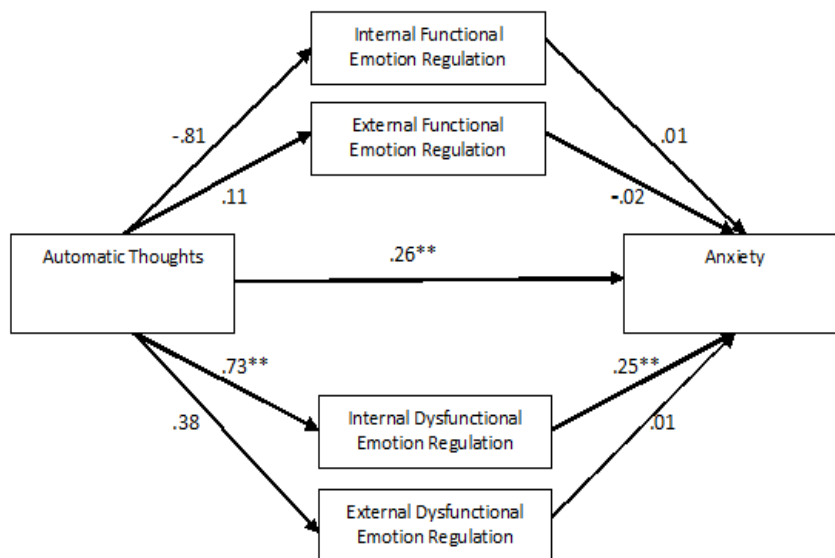 Internal Functional
Emotion Regulation
External Functional
Emotion Regulation
-.81
.01
.11
-.02
Automatic Thoughts
.26**
Anxiety
.73**
.25**
Internal Dysfunctional
Emotion Regulation
.38
.01
External Dysfunctional
Emotion Regulation